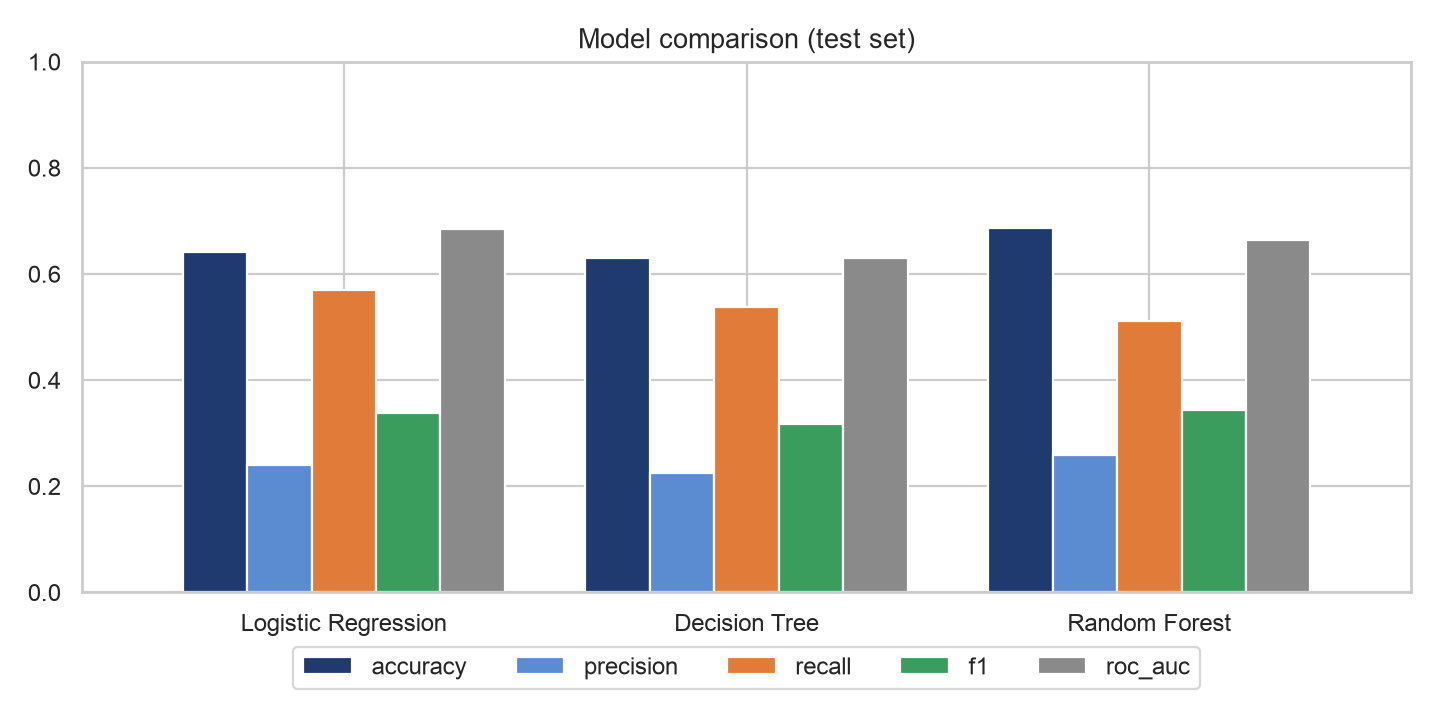 Model comparison (test set)
1.0
0.8
0.6
0.4
0.2
0.0
Logistic Regression Decision Tree Random Forest
accuracy precision recall f1 roc_auc